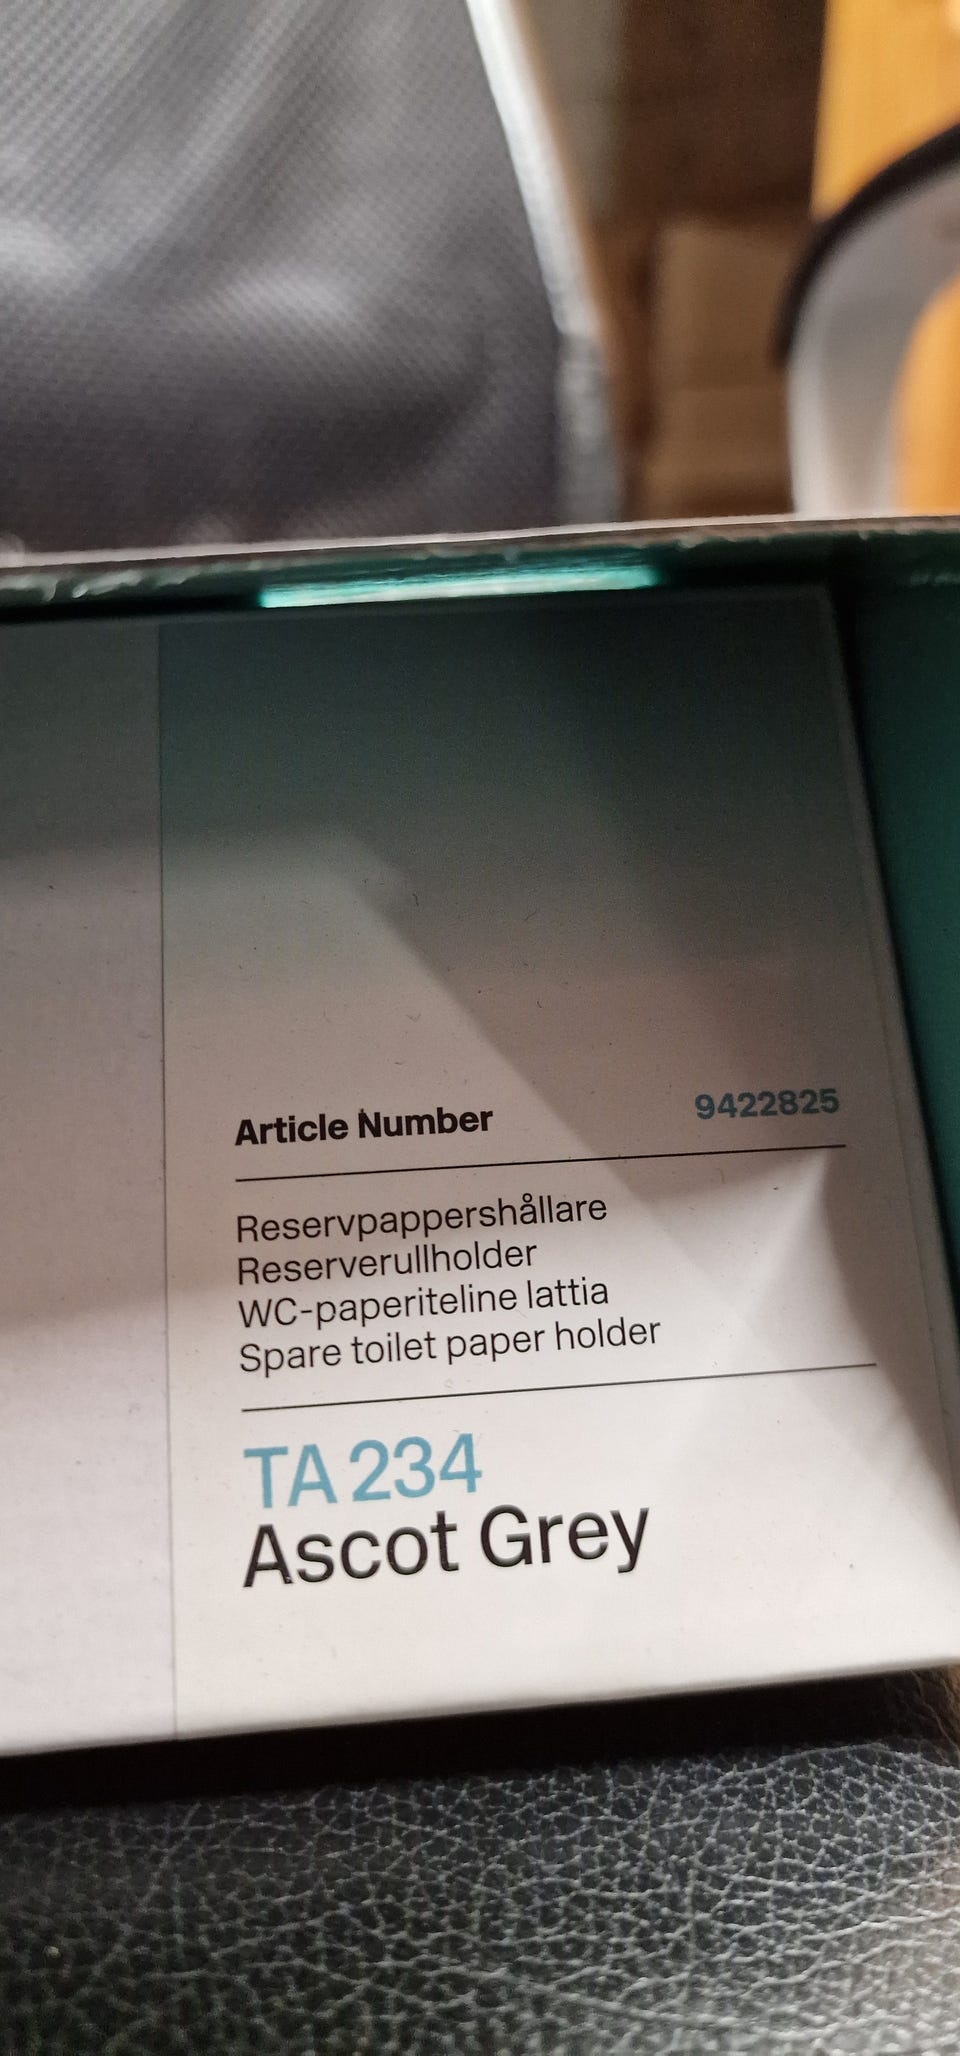 Article Number 9422825
Reservpappershållare
Reserverullholder
WC-paperiteline lattia
Spare toilet paper holder
TA 234
Ascot Grey